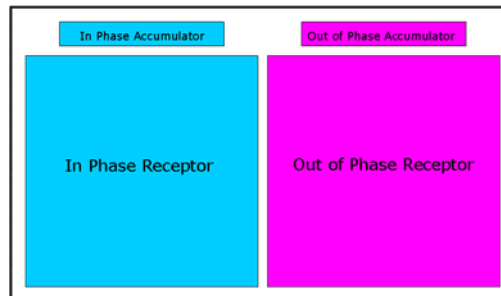 In Phase Accumulator
Out of Phase Accumulator
In Phase Receptor
Out of Phase Receptor